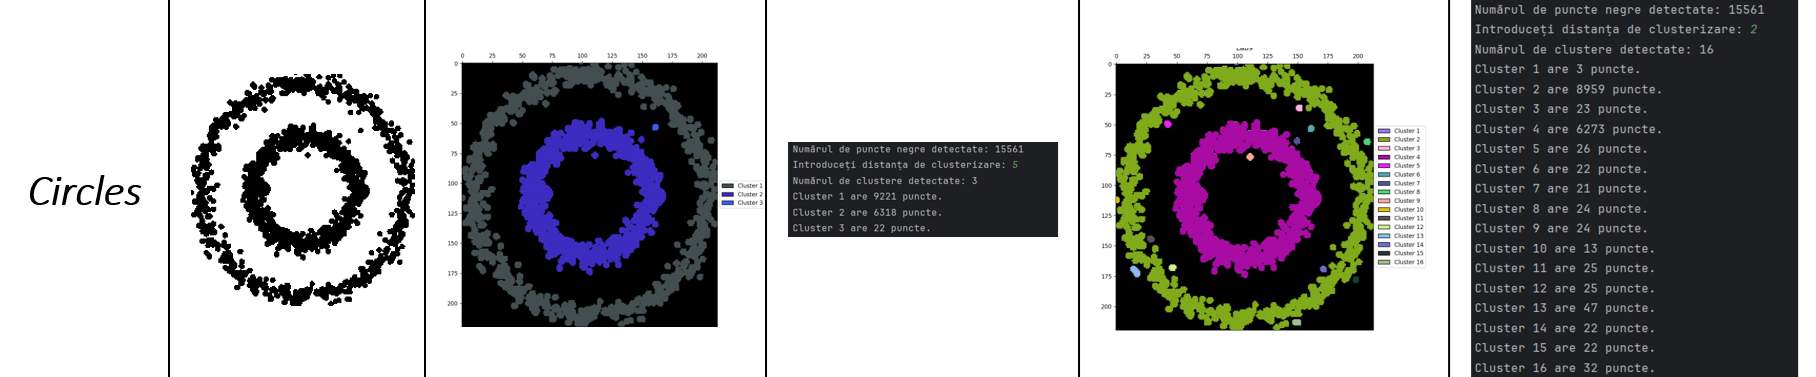 Circles
0 25 50 75 100 125 150 175 200
0
25
50
75
100
125
150
175
200
Cluster 1
Cluster 2
Cluster 3
Numărul de puncte negre detectate: 15561
Introduceți distanța de clusterizare: 5
Numărul de clustere detectate: 3
Cluster 1 are 9221 puncte.
Cluster 2 are 6318 puncte.
Cluster 3 are 22 puncte.
0 25 50 75 100 125 150 175 200
0
25
50
75
100
125
150
175
200
Cluster 1
Cluster 2
Cluster 3
Cluster 4
Cluster 5
Cluster 6
Cluster 7
Cluster 8
Cluster 9
Cluster 10
Cluster 11
Cluster 12
Cluster 13
Cluster 14
Cluster 15
Cluster 16
Numărul de puncte negre detectate: 15561
Introduceți distanța de clusterizare: 2
Numărul de clustere detectate: 16
Cluster 1 are 3 puncte.
Cluster 2 are 8959 puncte.
Cluster 3 are 23 puncte.
Cluster 4 are 6273 puncte.
Cluster 5 are 26 puncte.
Cluster 6 are 22 puncte.
Cluster 7 are 21 puncte.
Cluster 8 are 24 puncte.
Cluster 9 are 24 puncte.
Cluster 10 are 13 puncte.
Cluster 11 are 25 puncte.
Cluster 12 are 25 puncte.
Cluster 13 are 47 puncte.
Cluster 14 are 22 puncte.
Cluster 15 are 22 puncte.
Cluster 16 are 32 puncte.